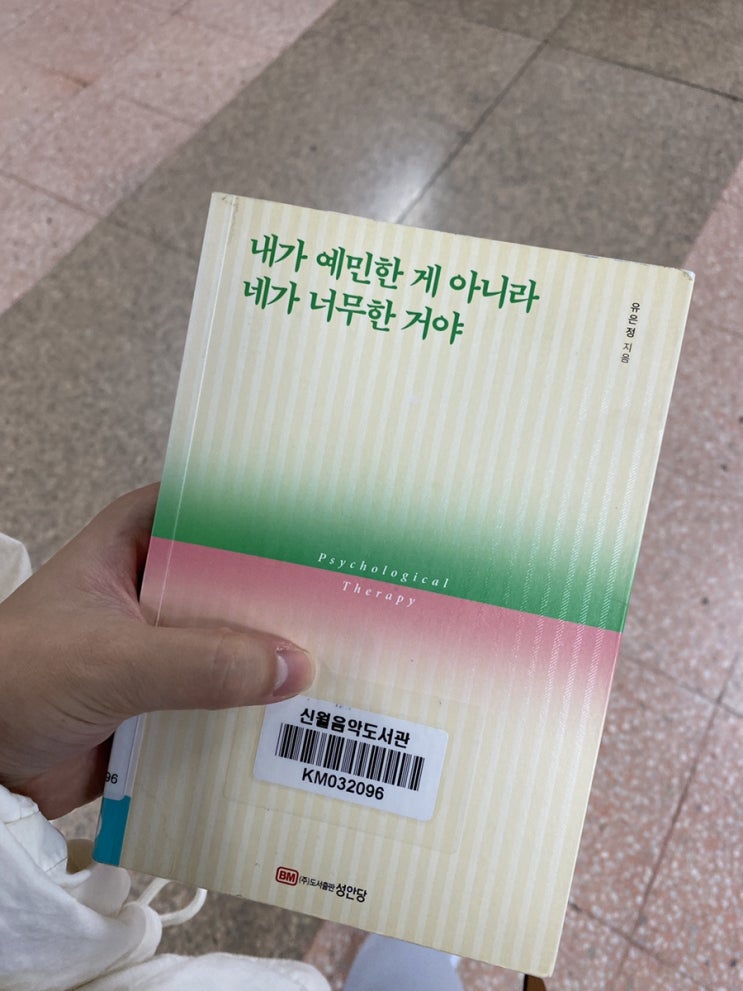 내가 예민한 게 아니라
네가 너무한 거야
유은정 지음
Psychological
Therapy
신월음악도서관
KM032096
96
BM (주)도서출판 성안당